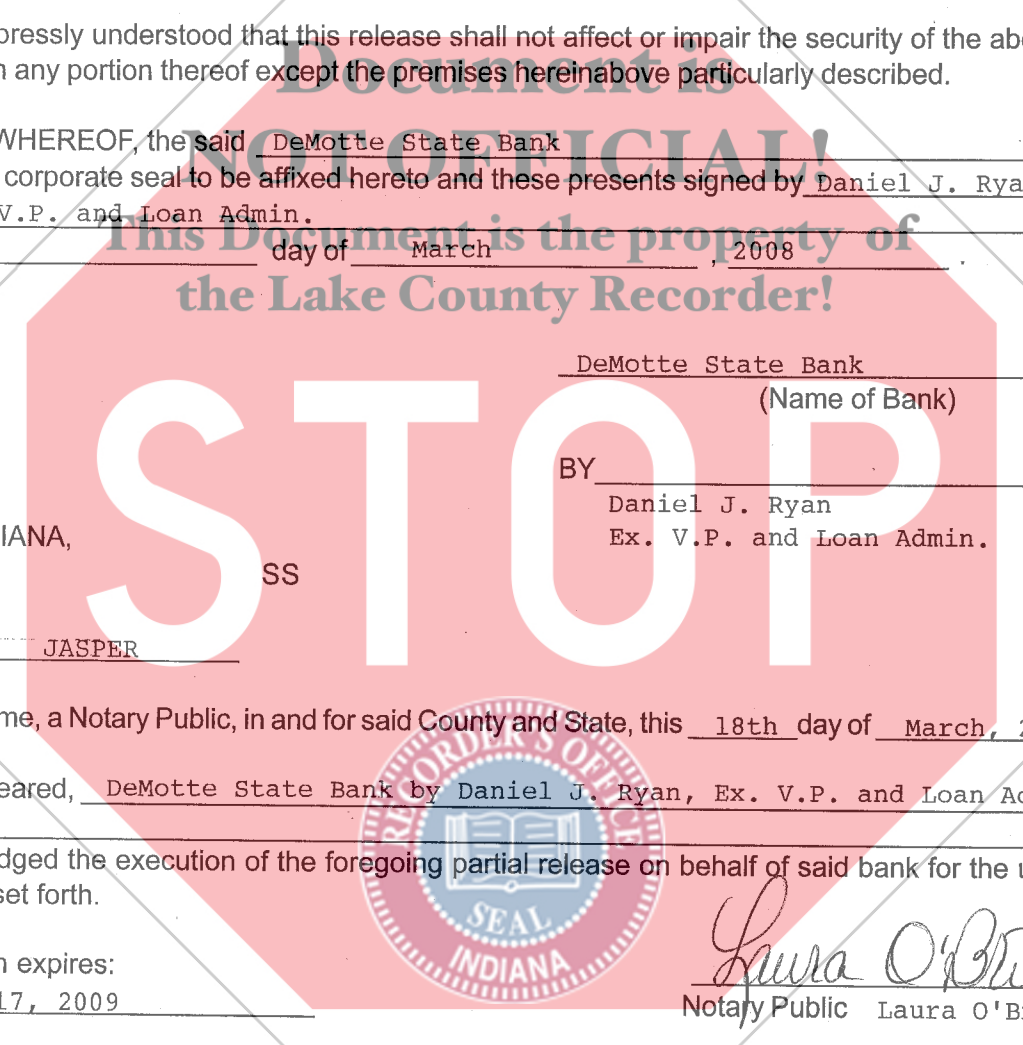 pressly understood that this release shall not affect or impair the security of the abo
n any portion thereof except the premises hereinabove particularly described.
Document is
WHEREOF, the said DeMotte State Bank
NOT OFFICIAL!
corporate seal to be affixed hereto and these presents signed by Daniel J. Rya
V.P. and Loan Admin.
This Document is the property of
day of March , 2008 .
the Lake County Recorder!
DeMotte State Bank
(Name of Bank)
STOP
BY
Daniel J. Ryan
IANA,
Ex. V.P. and Loan Admin.
SS
JASPER
me, a Notary Public, in and for said County and State, this 18th day of March, 2
eared, DeMotte State Bank by Daniel J. Ryan, Ex. V.P. and Loan Ad
dged the execution of the foregoing partial release on behalf of said bank for the u
set forth.
RECORDER'S OFFICE
SEAL
INDIANA
n expires:
17, 2009
Laura O'Bri
Notary Public Laura O'B